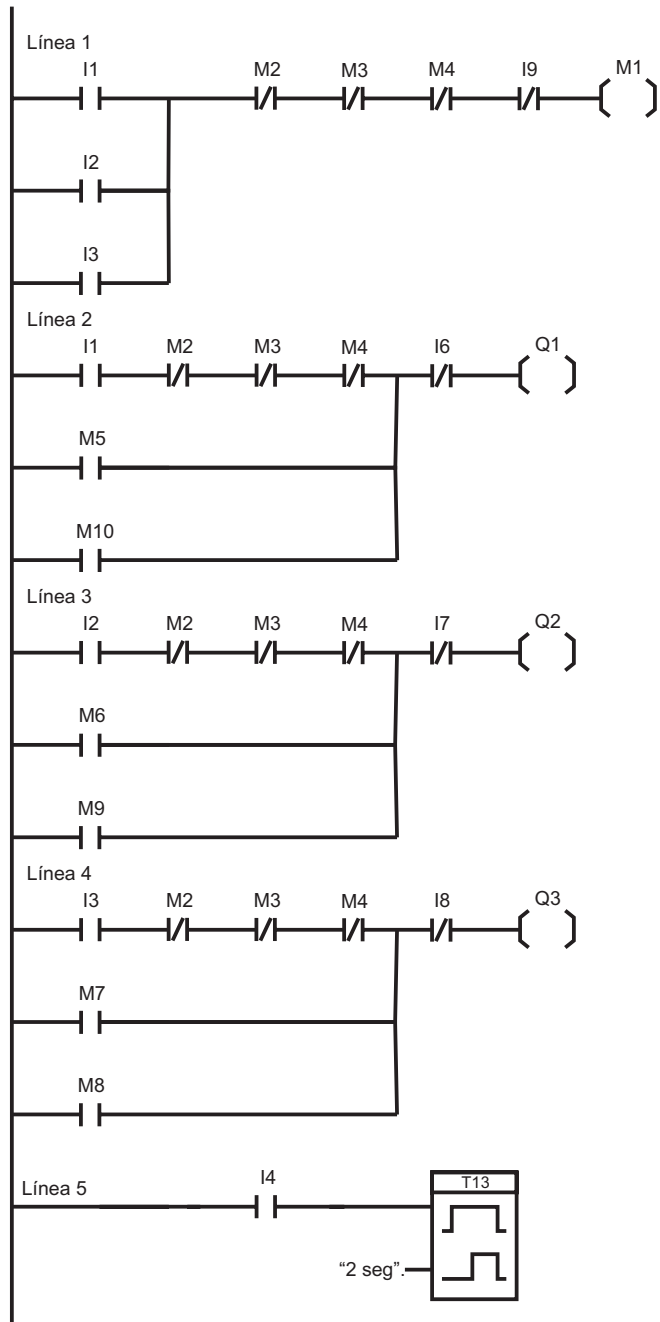 Línea 1
I1 M2 M3 M4 I9 M1
I2
I3
Línea 2
I1 M2 M3 M4 I6 Q1
M5
M10
Línea 3
I2 M2 M3 M4 I7 Q2
M6
M9
Línea 4
I3 M2 M3 M4 I8 Q3
M7
M8
Línea 5 I4 T13
“2 seg”.